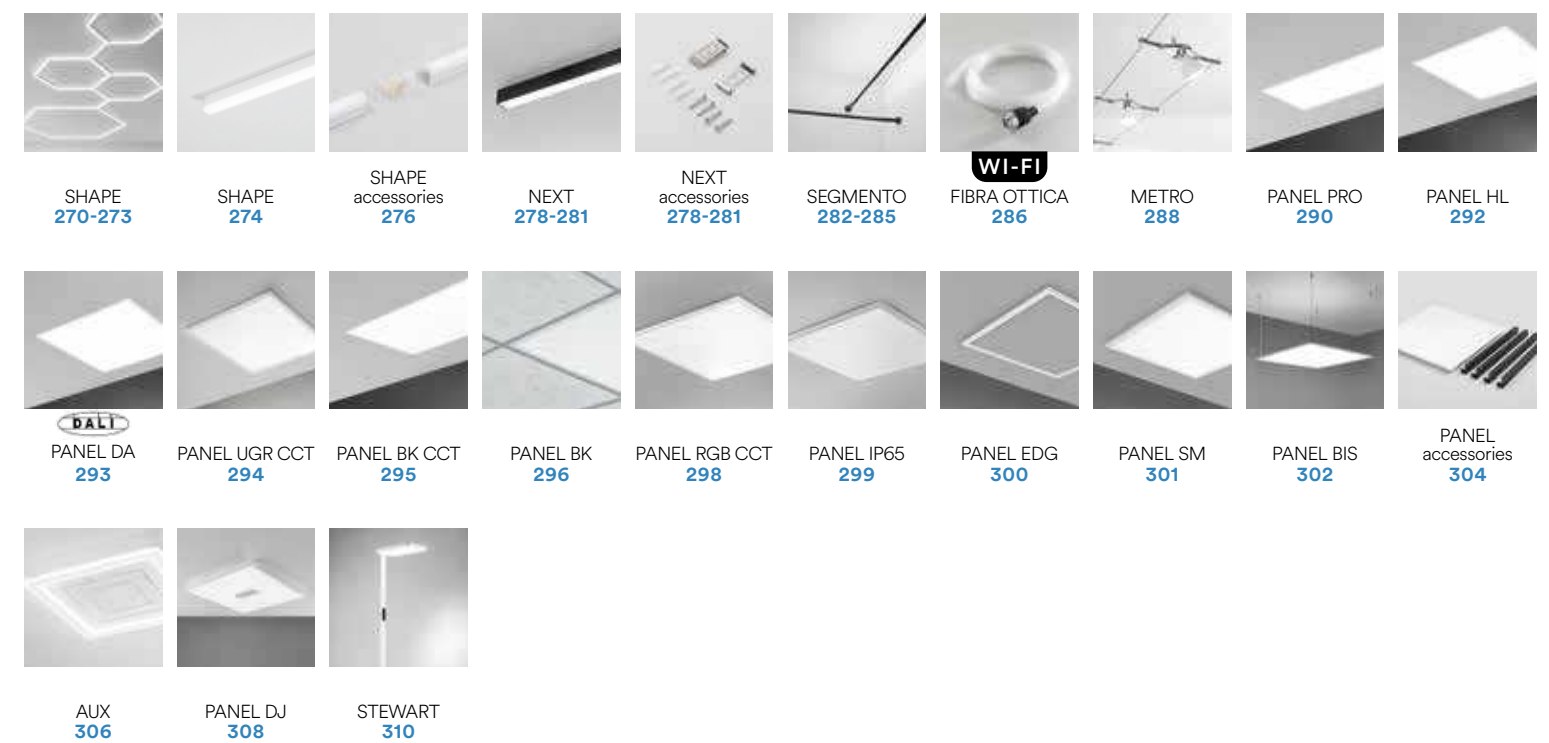 WI-FI
SHAPE
270-273
SHAPE
274
SHAPE
accessories
276
NEXT
278-281
NEXT
accessories
278-281
SEGMENTO
282-285
FIBRA OTTICA
286
METRO
288
PANEL PRO
290
PANEL HL
292
DALI
PANEL DA
293
PANEL UGR CCT
294
PANEL BK CCT
295
PANEL BK
296
PANEL RGB CCT
298
PANEL IP65
299
PANEL EDG
300
PANEL SM
301
PANEL BIS
302
PANEL
accessories
304
AUX
306
PANEL DJ
308
STEWART
310